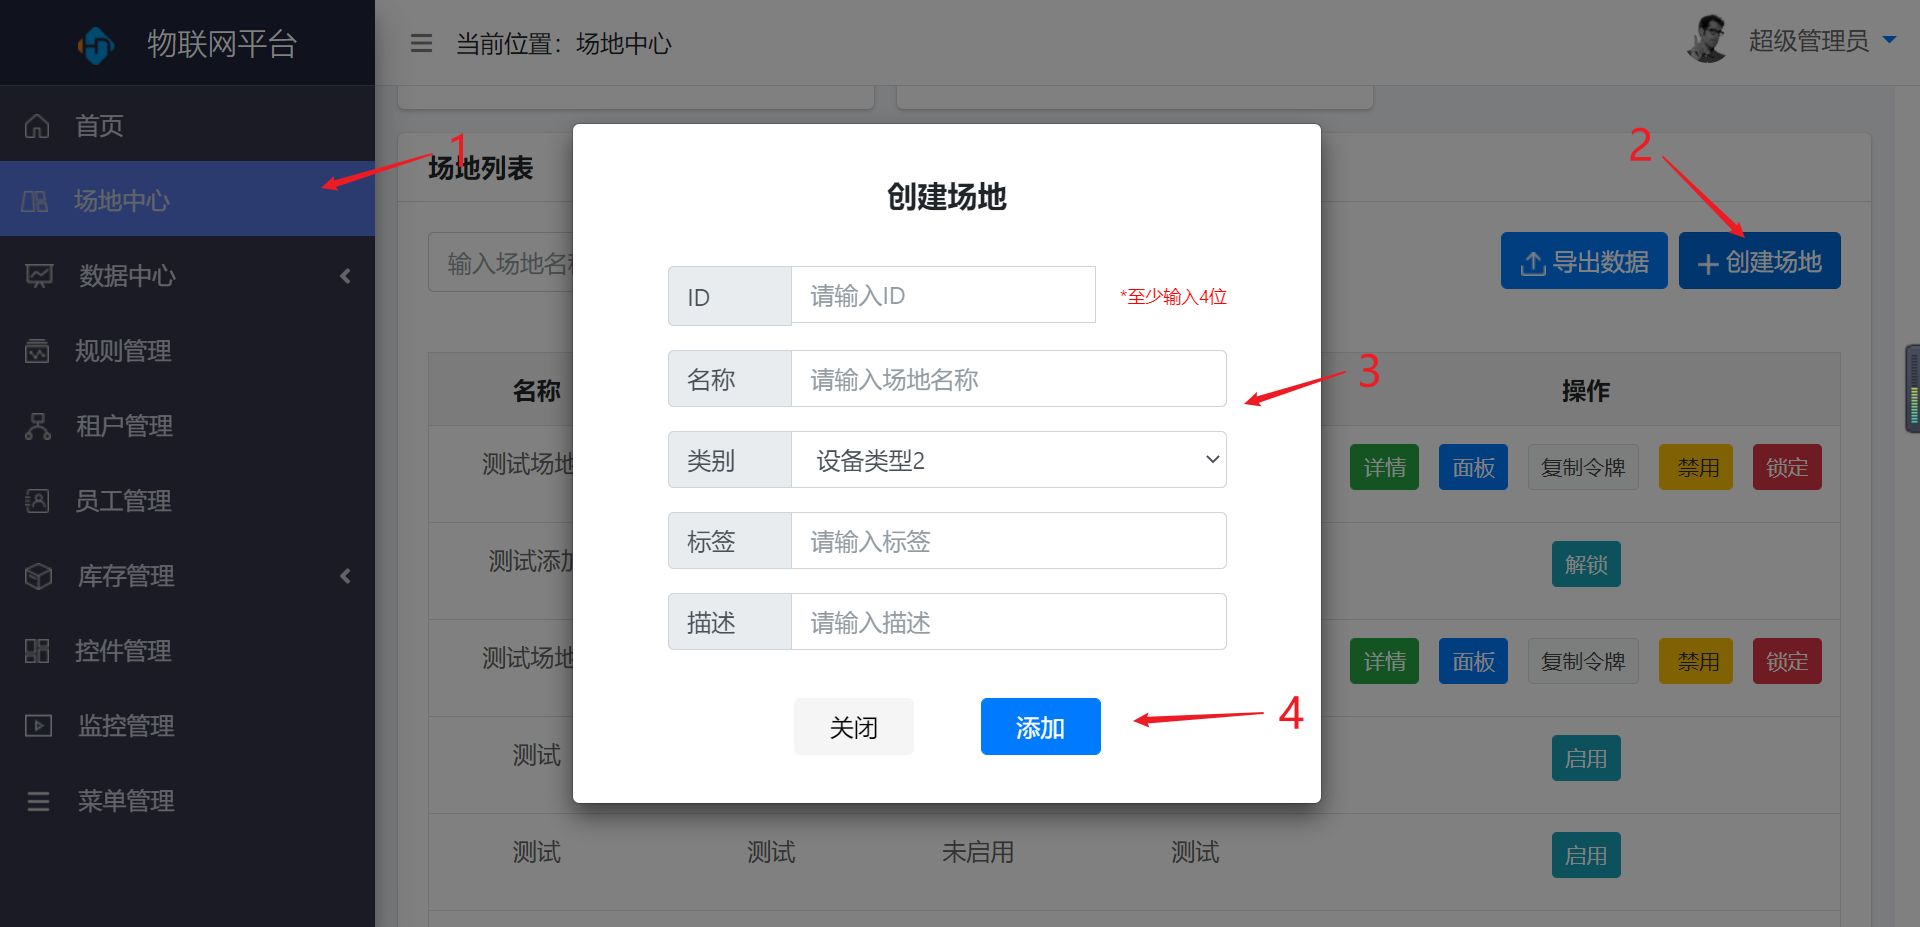 物联网平台
当前位置：场地中心
超级管理员
首页
场地中心
数据中心
规则管理
租户管理
员工管理
库存管理
控件管理
监控管理
菜单管理
1
2
场地列表
输入场地名
导出数据
创建场地
名称
操作
测试场地
详情 面板 复制令牌 禁用 锁定
测试添加
解锁
测试场地
详情 面板 复制令牌 禁用 锁定
测试
启用
测试 测试 未启用 测试
启用
创建场地
ID 请输入ID *至少输入4位
名称 请输入场地名称
3
类别 设备类型2
标签 请输入标签
描述 请输入描述
关闭 添加
4